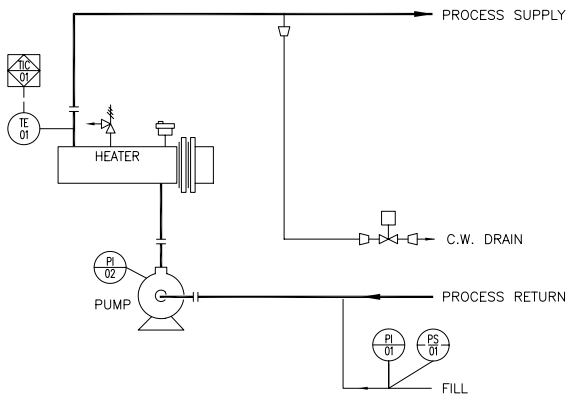 PROCESS SUPPLY
TIC
01
TE
01
HEATER
C.W. DRAIN
PI
02
PUMP
PROCESS RETURN
PI
01
PS
01
FILL